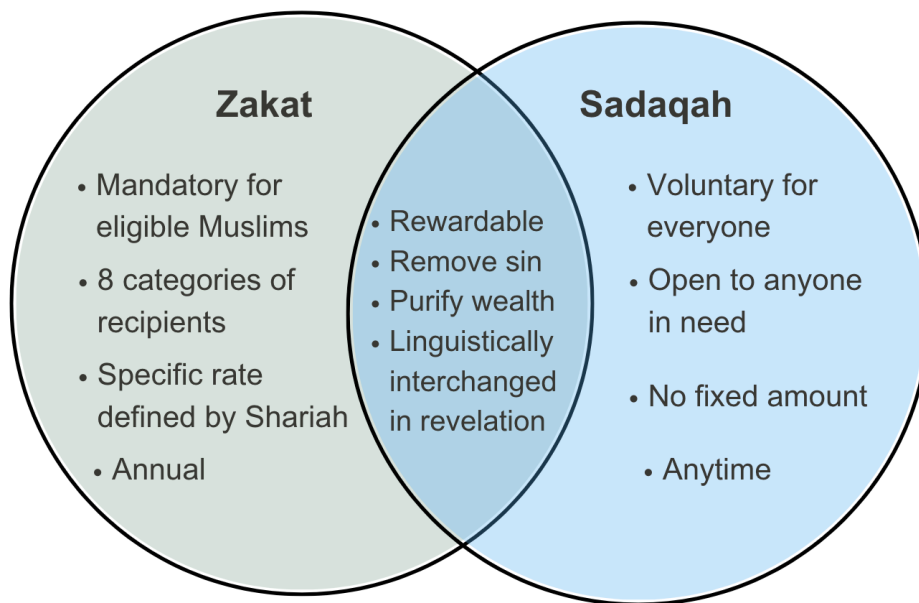 Zakat
• Mandatory for
eligible Muslims
• 8 categories of
recipients
• Specific rate
defined by Shariah
• Annual
• Rewardable
• Remove sin
• Purify wealth
• Linguistically
interchanged
in revelation
Sadaqah
• Voluntary for
everyone
• Open to anyone
in need
• No fixed amount
• Anytime